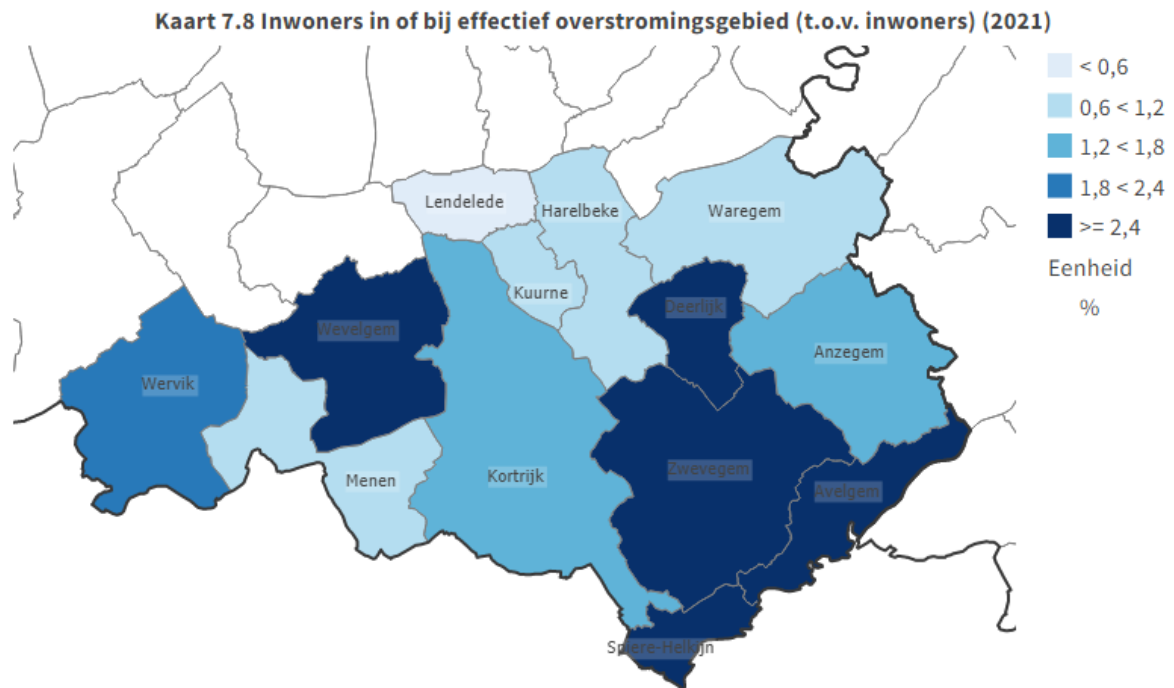 Kaart 7.8 Inwoners in of bij effectief overstromingsgebied (t.o.v. inwoners) (2021)
< 0,6
0,6 < 1,2
1,2 < 1,8
1,8 < 2,4
>= 2,4
Eenheid
%
Lendelede
Harelbeke
Waregem
Kuurne
Deerlijk
Wevelgem
Anzegem
Wervik
Zwevegem
Kortrijk
Menen
Avelgem
Spiere-Helkijn